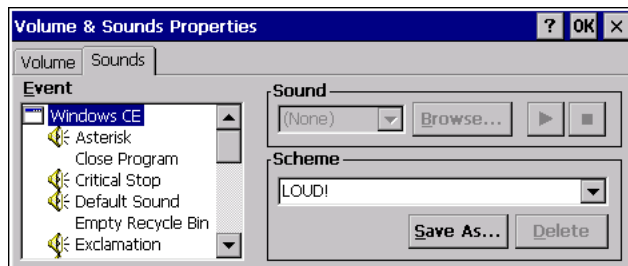 Volume & Sounds Properties ? OK ×
Volume Sounds
Event
Windows CE
Asterisk
Close Program
Critical Stop
Default Sound
Empty Recycle Bin
Exclamation
Sound
(None) Browse...
Scheme
LOUD!
Save As... Delete